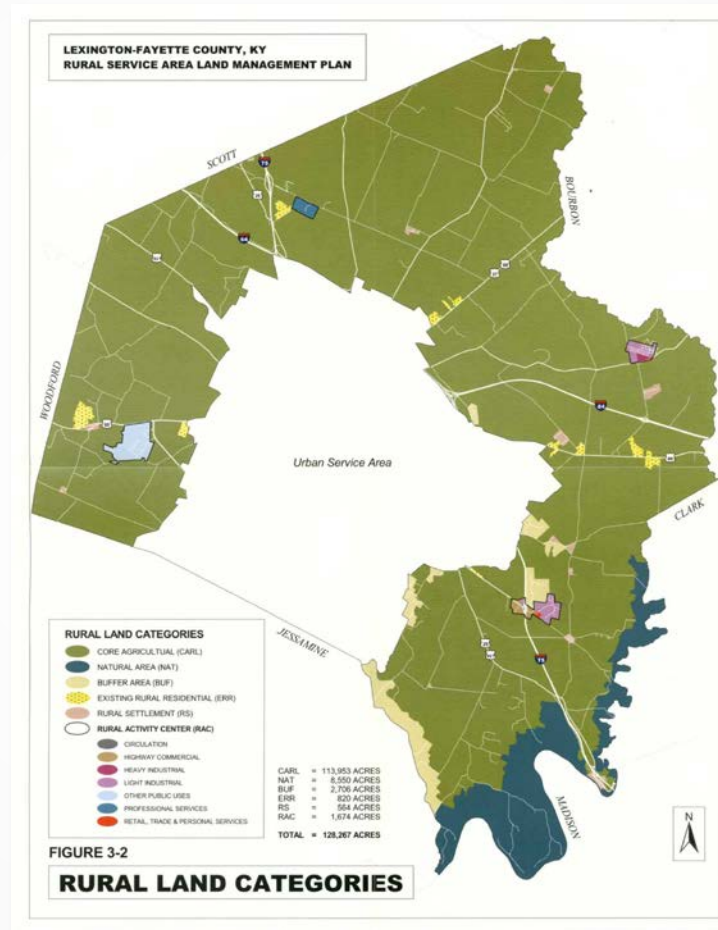 LEXINGTON-FAYETTE COUNTY, KY
RURAL SERVICE AREA LAND MANAGEMENT PLAN
SCOTT
75
BOURBON
64
WOODFORD
64
Urban Service Area
CLARK
JESSAMINE
75
MADISON
RURAL LAND CATEGORIES
CORE AGRICULTUAL (CARL)
NATURAL AREA (NAT)
BUFFER AREA (BUF)
EXISTING RURAL RESIDENTIAL (ERR)
RURAL SETTLEMENT (RS)
RURAL ACTIVITY CENTER (RAC)
CIRCULATION
HIGHWAY COMMERCIAL
HEAVY INDUSTRIAL
LIGHT INDUSTRIAL
OTHER PUBLIC USES
PROFESSIONAL SERVICES
RETAIL, TRADE & PERSONAL SERVICES
CARL = 113,953 ACRES
NAT = 8,550 ACRES
BUF = 2,706 ACRES
ERR = 820 ACRES
RS = 564 ACRES
RAC = 1,674 ACRES
TOTAL = 128,267 ACRES
N
FIGURE 3-2
RURAL LAND CATEGORIES